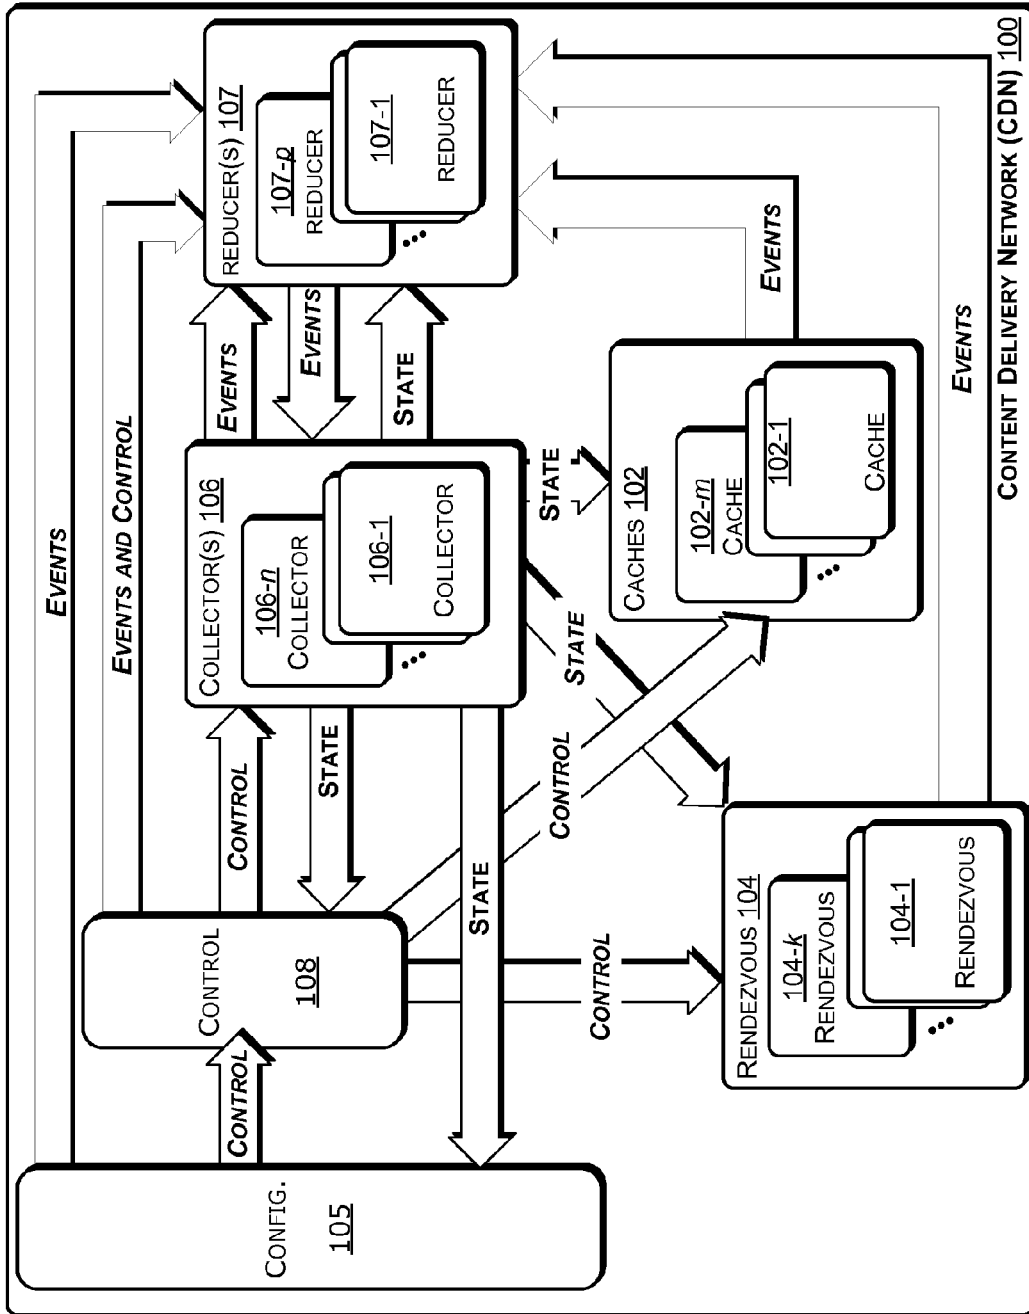 EVENTS
EVENTS AND CONTROL
CONFIG.
105
CONTROL
CONTROL
108
CONTROL
STATE
STATE
COLLECTOR(S) 106
106-n
COLLECTOR
...
106-1
COLLECTOR
EVENTS
EVENTS
STATE
REDUCER(S) 107
107-p
REDUCER
...
107-1
REDUCER
CONTROL
CONTROL
STATE
STATE
RENDEZVOUS 104
104-k
RENDEZVOUS
...
104-1
RENDEZVOUS
CACHES 102
102-m
CACHE
...
102-1
CACHE
EVENTS
EVENTS
CONTENT DELIVERY NETWORK (CDN) 100